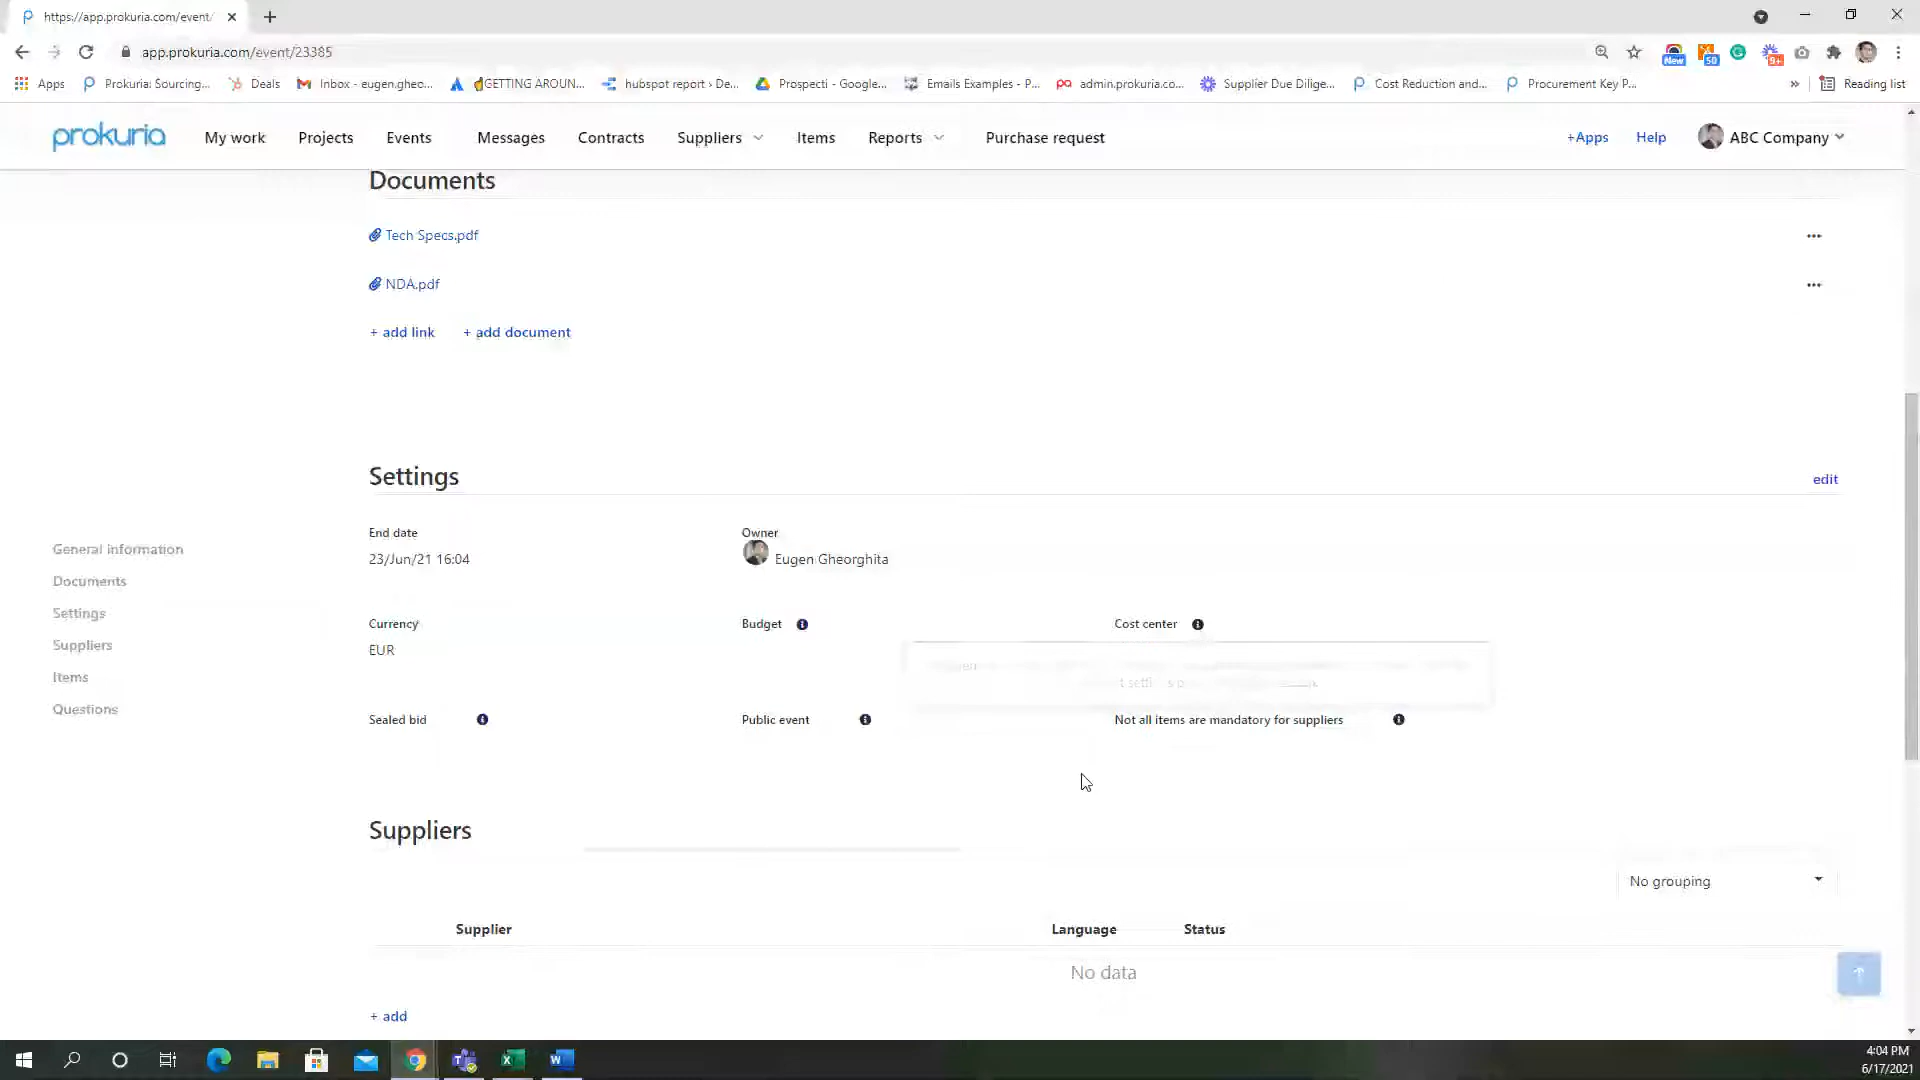 https://app.prokuria.com/event/
app.prokuria.com/event/23385
New
50
9+
Apps
Prokuria: Sourcing...
Deals
Inbox - eugen.gheo...
GETTING AROUN...
hubspot report › De...
Prospecti - Google...
Emails Examples - P...
admin.prokuria.co...
Supplier Due Dilige...
Cost Reduction and...
Procurement Key P...
»
Reading list
prokuria
My work
Projects
Events
Messages
Contracts
Suppliers
Items
Reports
Purchase request
+Apps
Help
ABC Company
Documents
Tech Specs.pdf
NDA.pdf
+ add link
+ add document
Settings
edit
End date
Owner
23/Jun/21 16:04
Eugen Gheorghita
General information
Documents
Settings
Suppliers
Items
Questions
Currency
Budget
Cost center
EUR
Sealed bid
Public event
Not all items are mandatory for suppliers
Suppliers
No grouping
Supplier
Language
Status
No data
+ add
4:04 PM
6/17/2021